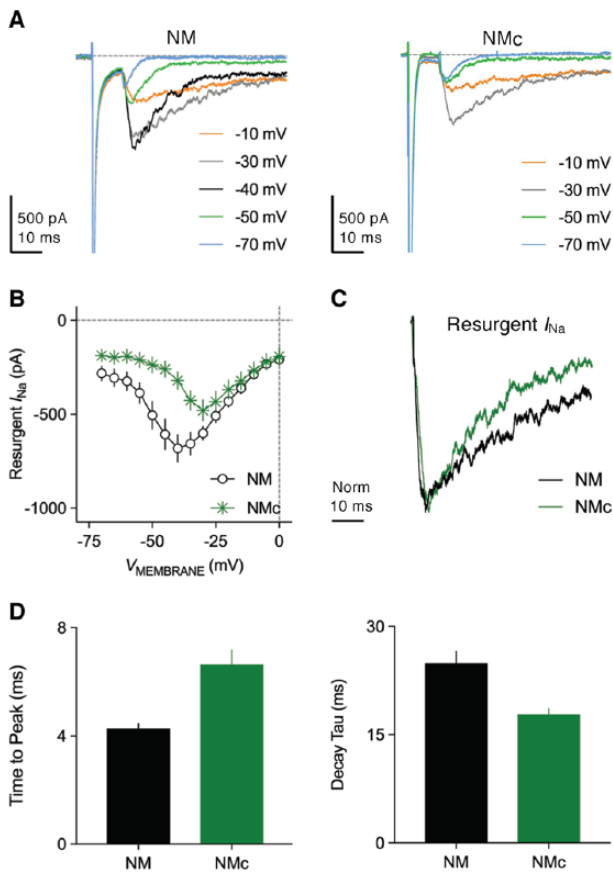 A
NM
-10 mV
-30 mV
-40 mV
-50 mV
-70 mV
500 pA
10 ms
NMc
-10 mV
-30 mV
-50 mV
-70 mV
500 pA
10 ms
B
0
-500
-1000
Resurgent INa (pA)
NM
NMc
-75 -50 -25 0
VMEMBRANE (mV)
C
Resurgent INa
Norm
10 ms
NM
NMc
D
8
4
0
Time to Peak (ms)
NM NMc
30
15
0
Decay Tau (ms)
NM NMc